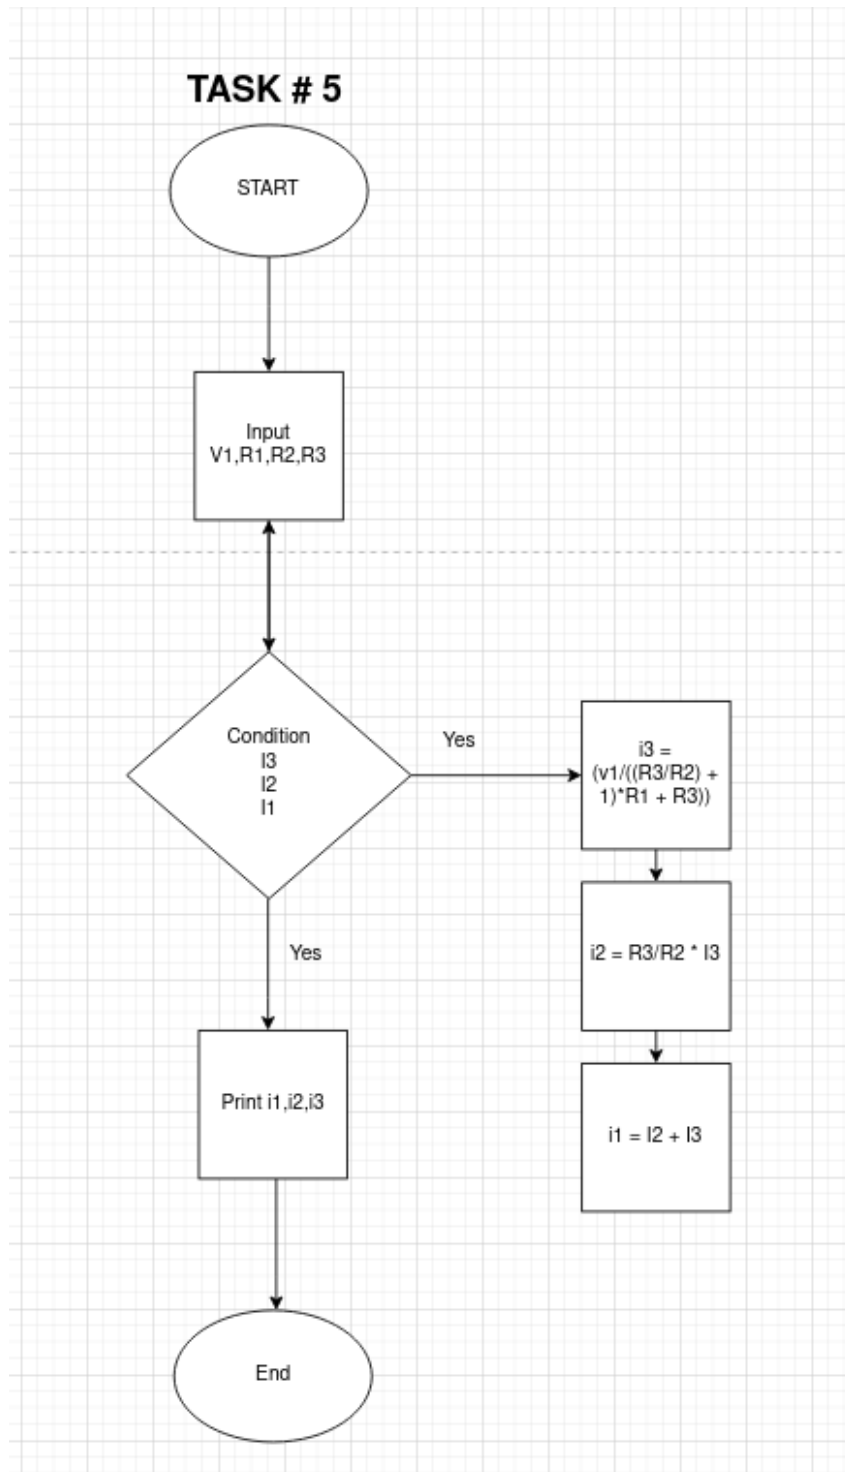 TASK # 5
START
Input
V1,R1,R2,R3
Condition
I3
I2
I1
Yes
i3 =
(v1/((R3/R2) +
1)*R1 + R3))
i2 = R3/R2 * I3
Yes
i1 = I2 + I3
Print i1,i2,i3
End